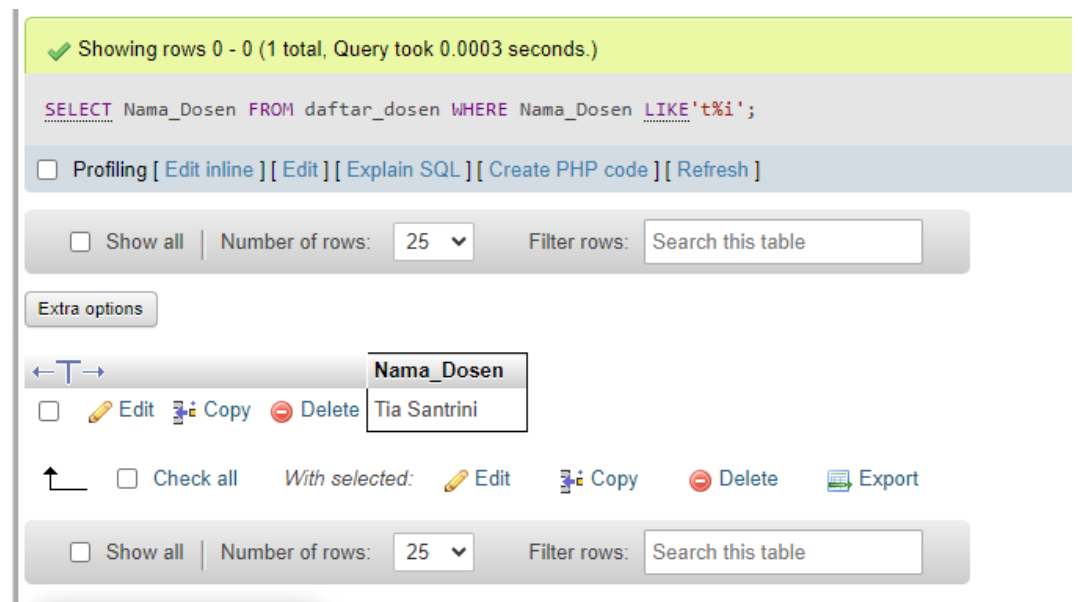 Showing rows 0 - 0 (1 total, Query took 0.0003 seconds.)
SELECT Nama_Dosen FROM daftar_dosen WHERE Nama_Dosen LIKE't%i';
Profiling [ Edit inline ] [ Edit ] [ Explain SQL ] [ Create PHP code ] [ Refresh ]
Show all | Number of rows: 25 Filter rows: Search this table
Extra options
←T→ Nama_Dosen
Edit Copy Delete Tia Santrini
Check all With selected: Edit Copy Delete Export
Show all | Number of rows: 25 Filter rows: Search this table